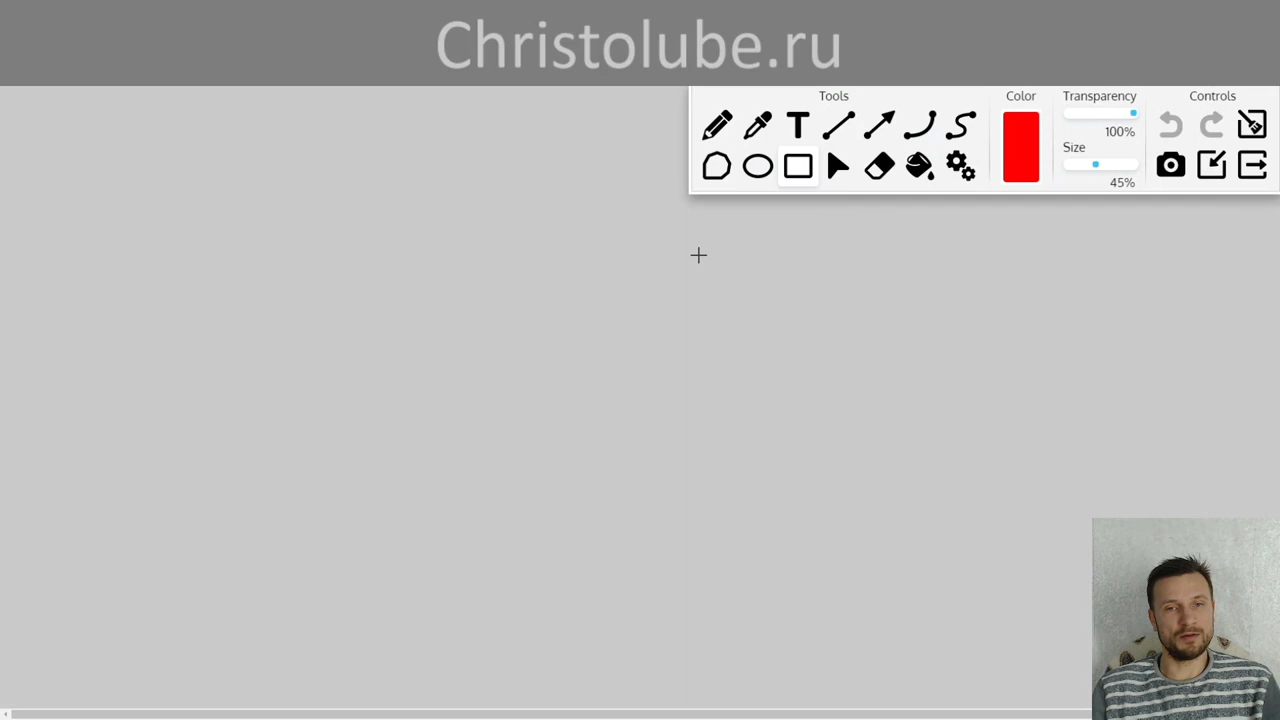 Christolube.ru
Tools
Color
Transparency
Controls
100%
Size
45%